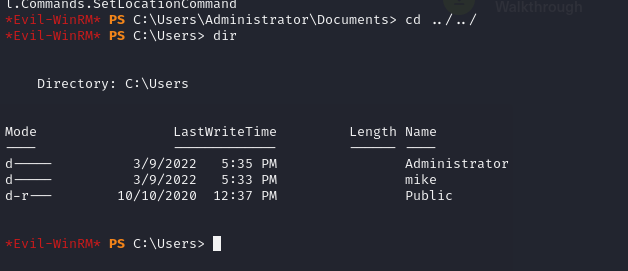 l.Commands.SetLocationCommand
Walkthrough
*Evil-WinRM* PS C:\Users\Administrator\Documents> cd ../../
*Evil-WinRM* PS C:\Users> dir
Directory: C:\Users
Mode                 LastWriteTime         Length Name
----                 -------------         ------ ----
d-----         3/9/2022   5:35 PM                Administrator
d-----         3/9/2022   5:33 PM                mike
d-r---       10/10/2020  12:37 PM                Public
*Evil-WinRM* PS C:\Users>